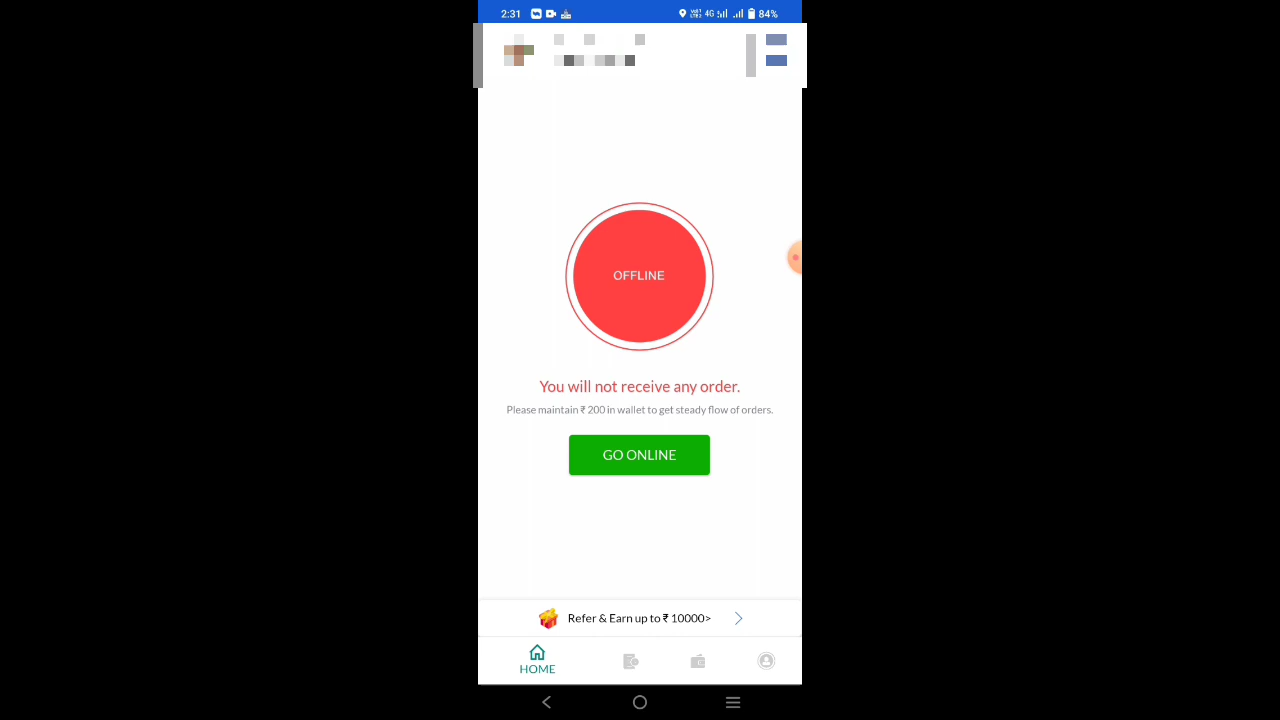 2:31 4G 84%
OFFLINE
You will not receive any order.
Please maintain ₹ 200 in wallet to get steady flow of orders.
GO ONLINE
Refer & Earn up to ₹ 10000>
HOME